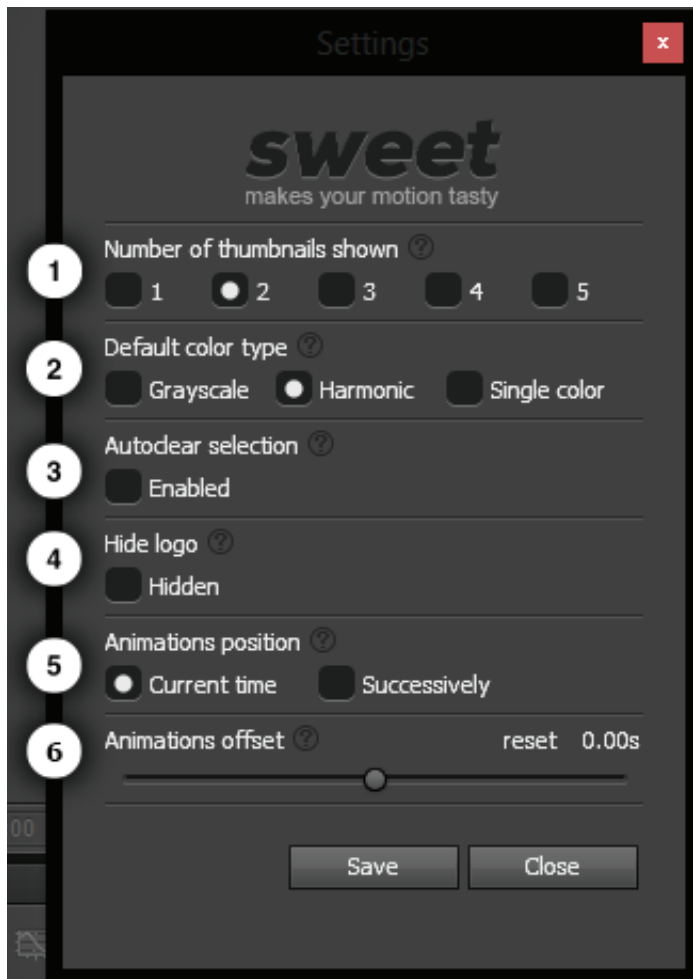 Settings
x
sweet
makes your motion tasty
1
Number of thumbnails shown ?
1 2 3 4 5
2
Default color type ?
Grayscale Harmonic Single color
3
Autoclear selection ?
Enabled
4
Hide logo ?
Hidden
5
Animations position ?
Current time Successively
6
Animations offset ? reset 0.00s
00
Save Close